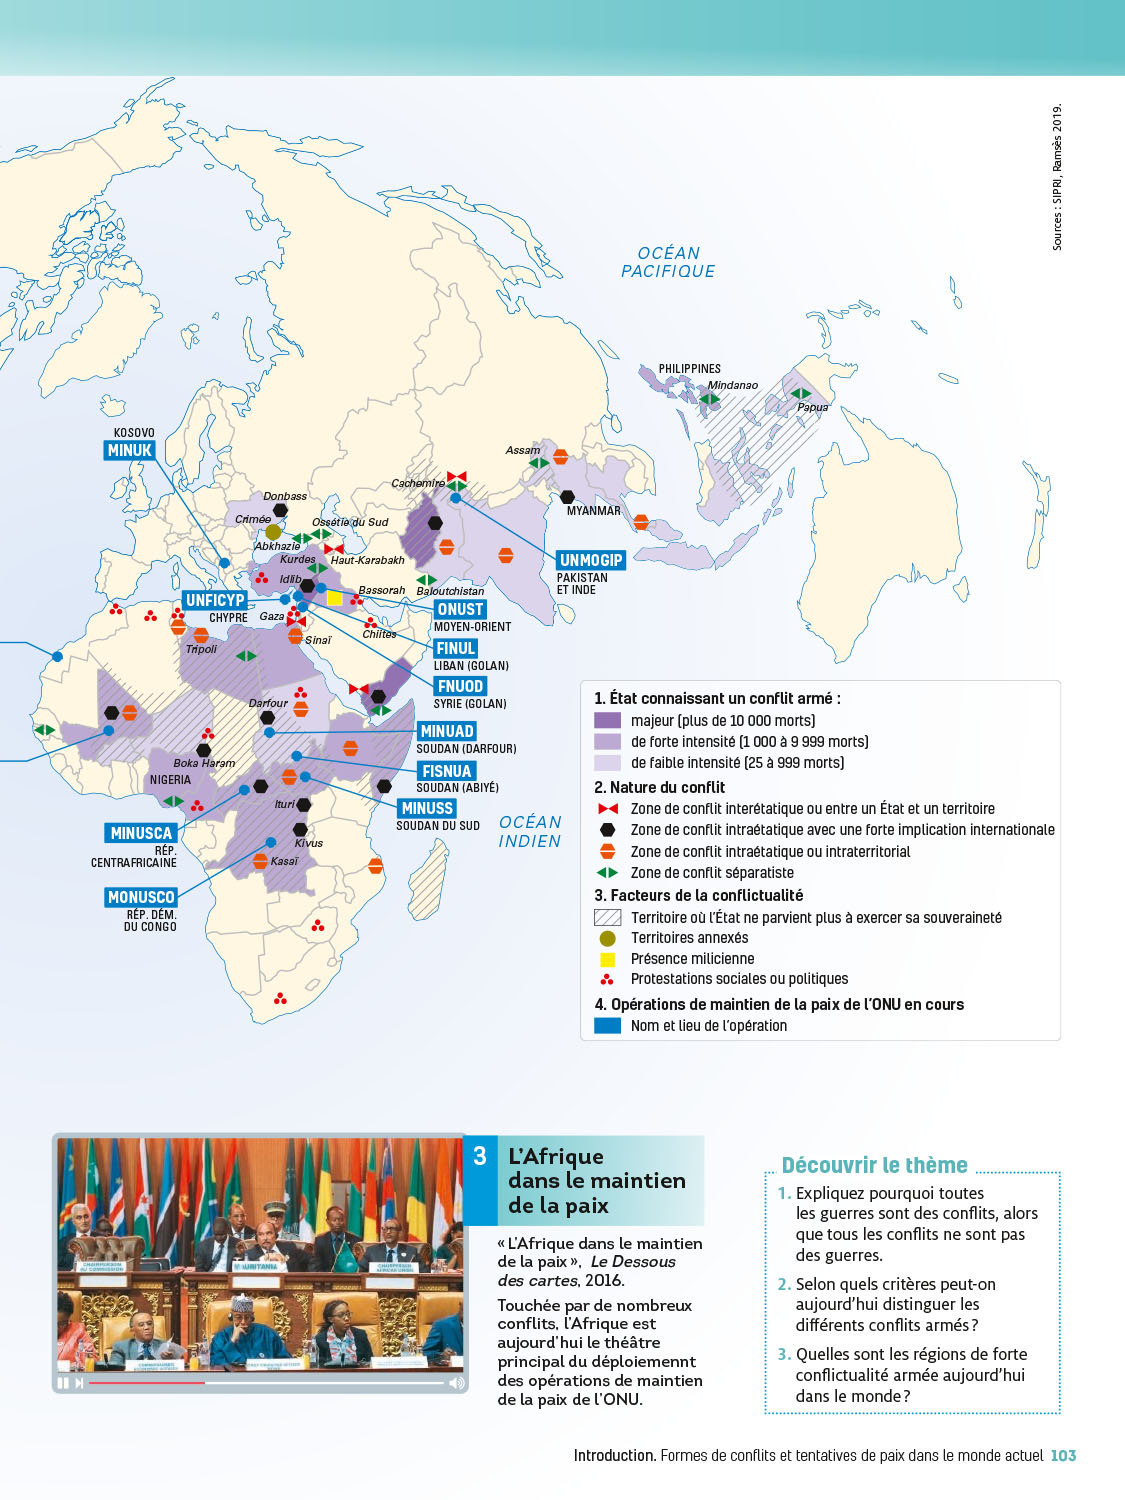 Sources : SIPRI, Ramsès 2019.
OCÉAN
PACIFIQUE
PHILIPPINES
Mindanao
Papua
KOSOVO
MINUK
Assam
Cachemire
MYANMAR
Donbass
Crimée
Ossétie du Sud
Abkhazie
Kurdes
Haut-Karabakh
Idlib
Bassorah
Baloutchistan
UNMOGIP
PAKISTAN
ET INDE
UNFICYP
CHYPRE
Gaza
ONUST
MOYEN-ORIENT
Sinaï
Chiites
Tripoli
FINUL
LIBAN (GOLAN)
FNUOD
SYRIE (GOLAN)
Darfour
MINUAD
SOUDAN (DARFOUR)
Boka Haram
NIGERIA
FISNUA
SOUDAN (ABIYÉ)
Ituri
MINUSS
SOUDAN DU SUD
OCÉAN
INDIEN
MINUSCA
RÉP.
CENTRAFRICAINE
Kivus
Kasaï
MONUSCO
RÉP. DÉM.
DU CONGO
1. État connaissant un conflit armé :
majeur (plus de 10 000 morts)
de forte intensité (1 000 à 9 999 morts)
de faible intensité (25 à 999 morts)
2. Nature du conflit
Zone de conflit interétatique ou entre un État et un territoire
Zone de conflit intraétatique avec une forte implication internationale
Zone de conflit intraétatique ou intraterritorial
Zone de conflit séparatiste
3. Facteurs de la conflictualité
Territoire où l'État ne parvient plus à exercer sa souveraineté
Territoires annexés
Présence milicienne
Protestations sociales ou politiques
4. Opérations de maintien de la paix de l'ONU en cours
Nom et lieu de l'opération
3
L'Afrique
dans le maintien
de la paix
« L'Afrique dans le maintien
de la paix », Le Dessous
des cartes, 2016.
Touchée par de nombreux
conflits, l'Afrique est
aujourd'hui le théâtre
principal du déploiemennt
des opérations de maintien
de la paix de l'ONU.
Découvrir le thème
1. Expliquez pourquoi toutes
les guerres sont des conflits, alors
que tous les conflits ne sont pas
des guerres.
2. Selon quels critères peut-on
aujourd'hui distinguer les
différents conflits armés ?
3. Quelles sont les régions de forte
conflictualité armée aujourd'hui
dans le monde ?
Introduction. Formes de conflits et tentatives de paix dans le monde actuel 103